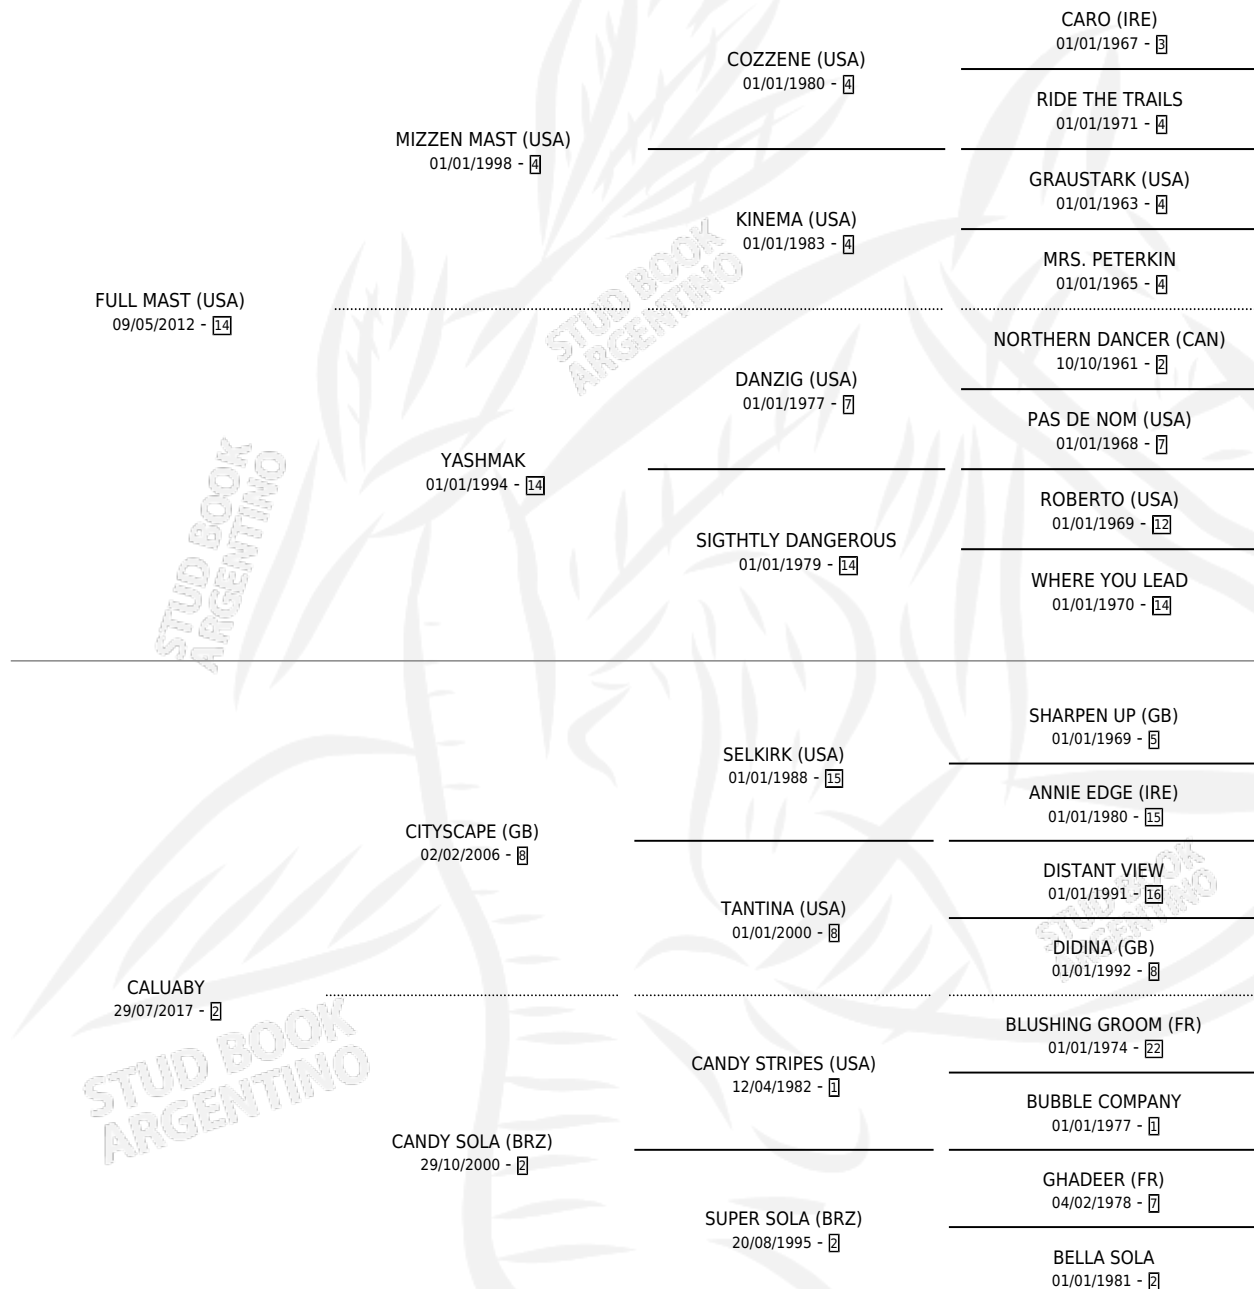 CARO (IRE)
01/01/1967 - 3
COZZENE (USA)
01/01/1980 - 4
RIDE THE TRAILS
01/01/1971 - 4
MIZZEN MAST (USA)
01/01/1998 - 4
GRAUSTARK (USA)
01/01/1963 - 4
KINEMA (USA)
01/01/1983 - 4
MRS. PETERKIN
01/01/1965 - 4
FULL MAST (USA)
09/05/2012 - 14
NORTHERN DANCER (CAN)
10/10/1961 - 2
DANZIG (USA)
01/01/1977 - 7
PAS DE NOM (USA)
01/01/1968 - 7
YASHMAK
01/01/1994 - 14
ROBERTO (USA)
01/01/1969 - 12
SIGTHTLY DANGEROUS
01/01/1979 - 14
WHERE YOU LEAD
01/01/1970 - 14
SHARPEN UP (GB)
01/01/1969 - 5
SELKIRK (USA)
01/01/1988 - 15
ANNIE EDGE (IRE)
01/01/1980 - 15
CITYSCAPE (GB)
02/02/2006 - 8
DISTANT VIEW
01/01/1991 - 16
TANTINA (USA)
01/01/2000 - 8
DIDINA (GB)
01/01/1992 - 8
CALUABY
29/07/2017 - 2
BLUSHING GROOM (FR)
01/01/1974 - 22
CANDY STRIPES (USA)
12/04/1982 - 1
BUBBLE COMPANY
01/01/1977 - 1
CANDY SOLA (BRZ)
29/10/2000 - 2
GHADEER (FR)
04/02/1978 - 7
SUPER SOLA (BRZ)
20/08/1995 - 2
BELLA SOLA
01/01/1981 - 2
STUD BOOK
ARGENTINO
STUD BOOK
ARGENTINO
STUD BOOK
ARGENTINO
STUD BOOK
ARGENTINO